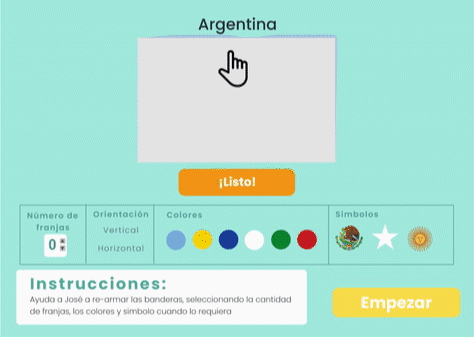 Argentina
¡Listo!
Número de
franjas
0
Orientación
Vertical
Horizontal
Colores
Símbolos
Instrucciones:
Ayuda a José a re-armar las banderas, seleccionando la cantidad
de franjas, los colores y símbolo cuando lo requiera
Empezar